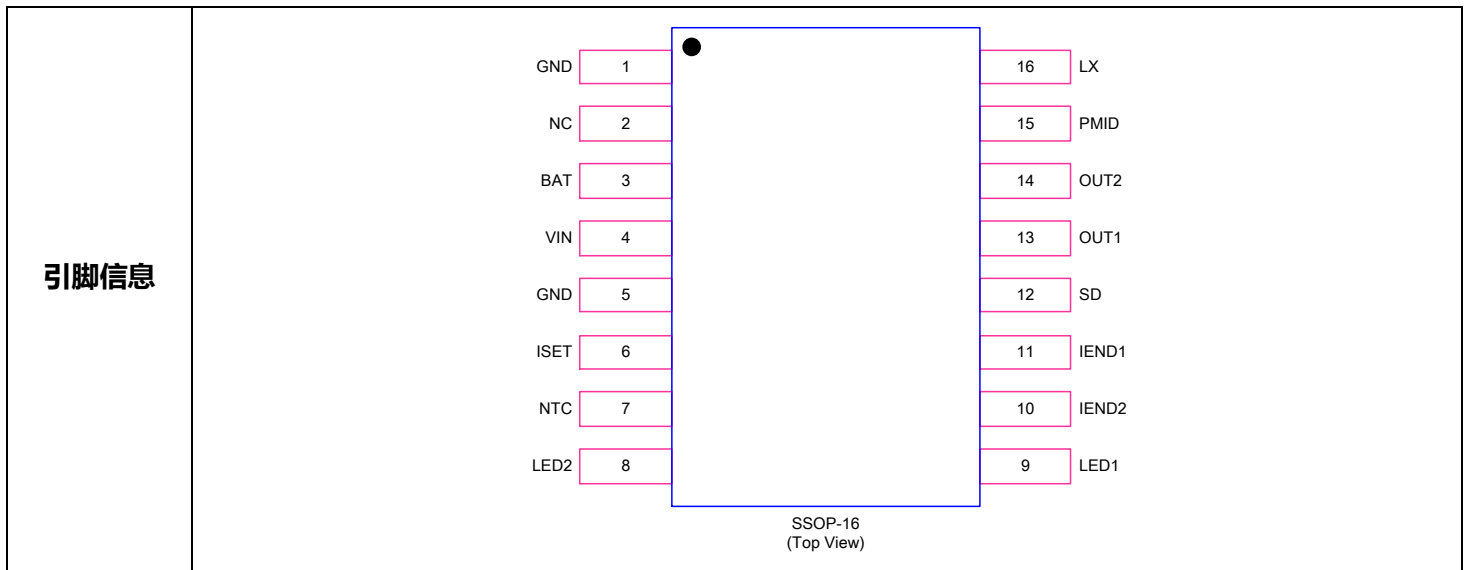 引脚信息
GND 1 16 LX
NC 2 15 PMID
BAT 3 14 OUT2
VIN 4 13 OUT1
GND 5 12 SD
ISET 6 11 IEND1
NTC 7 10 IEND2
LED2 8 9 LED1
SSOP-16
(Top View)